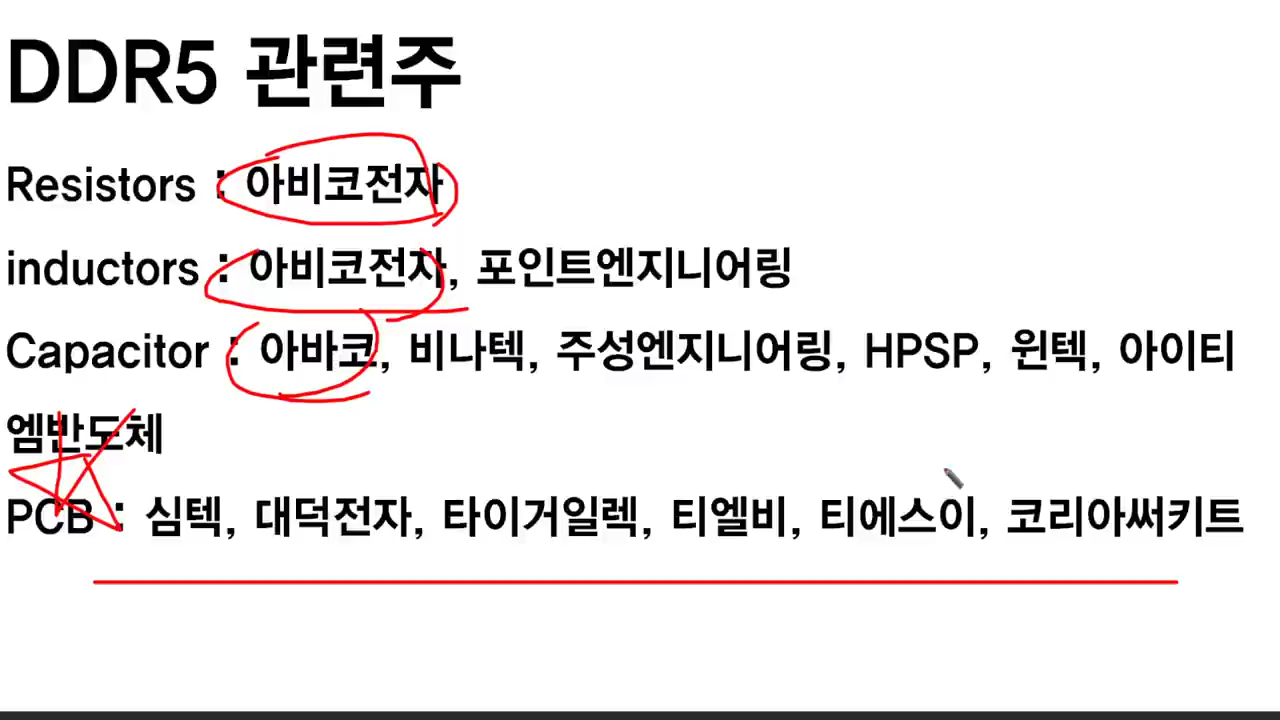 DDR5 관련주
Resistors : 아비코전자
inductors : 아비코전자, 포인트엔지니어링
Capacitor : 아바코, 비나텍, 주성엔지니어링, HPSP, 윈텍, 아이티
엠반도체
PCB : 심텍, 대덕전자, 타이거일렉, 티엘비, 티에스이, 코리아써키트